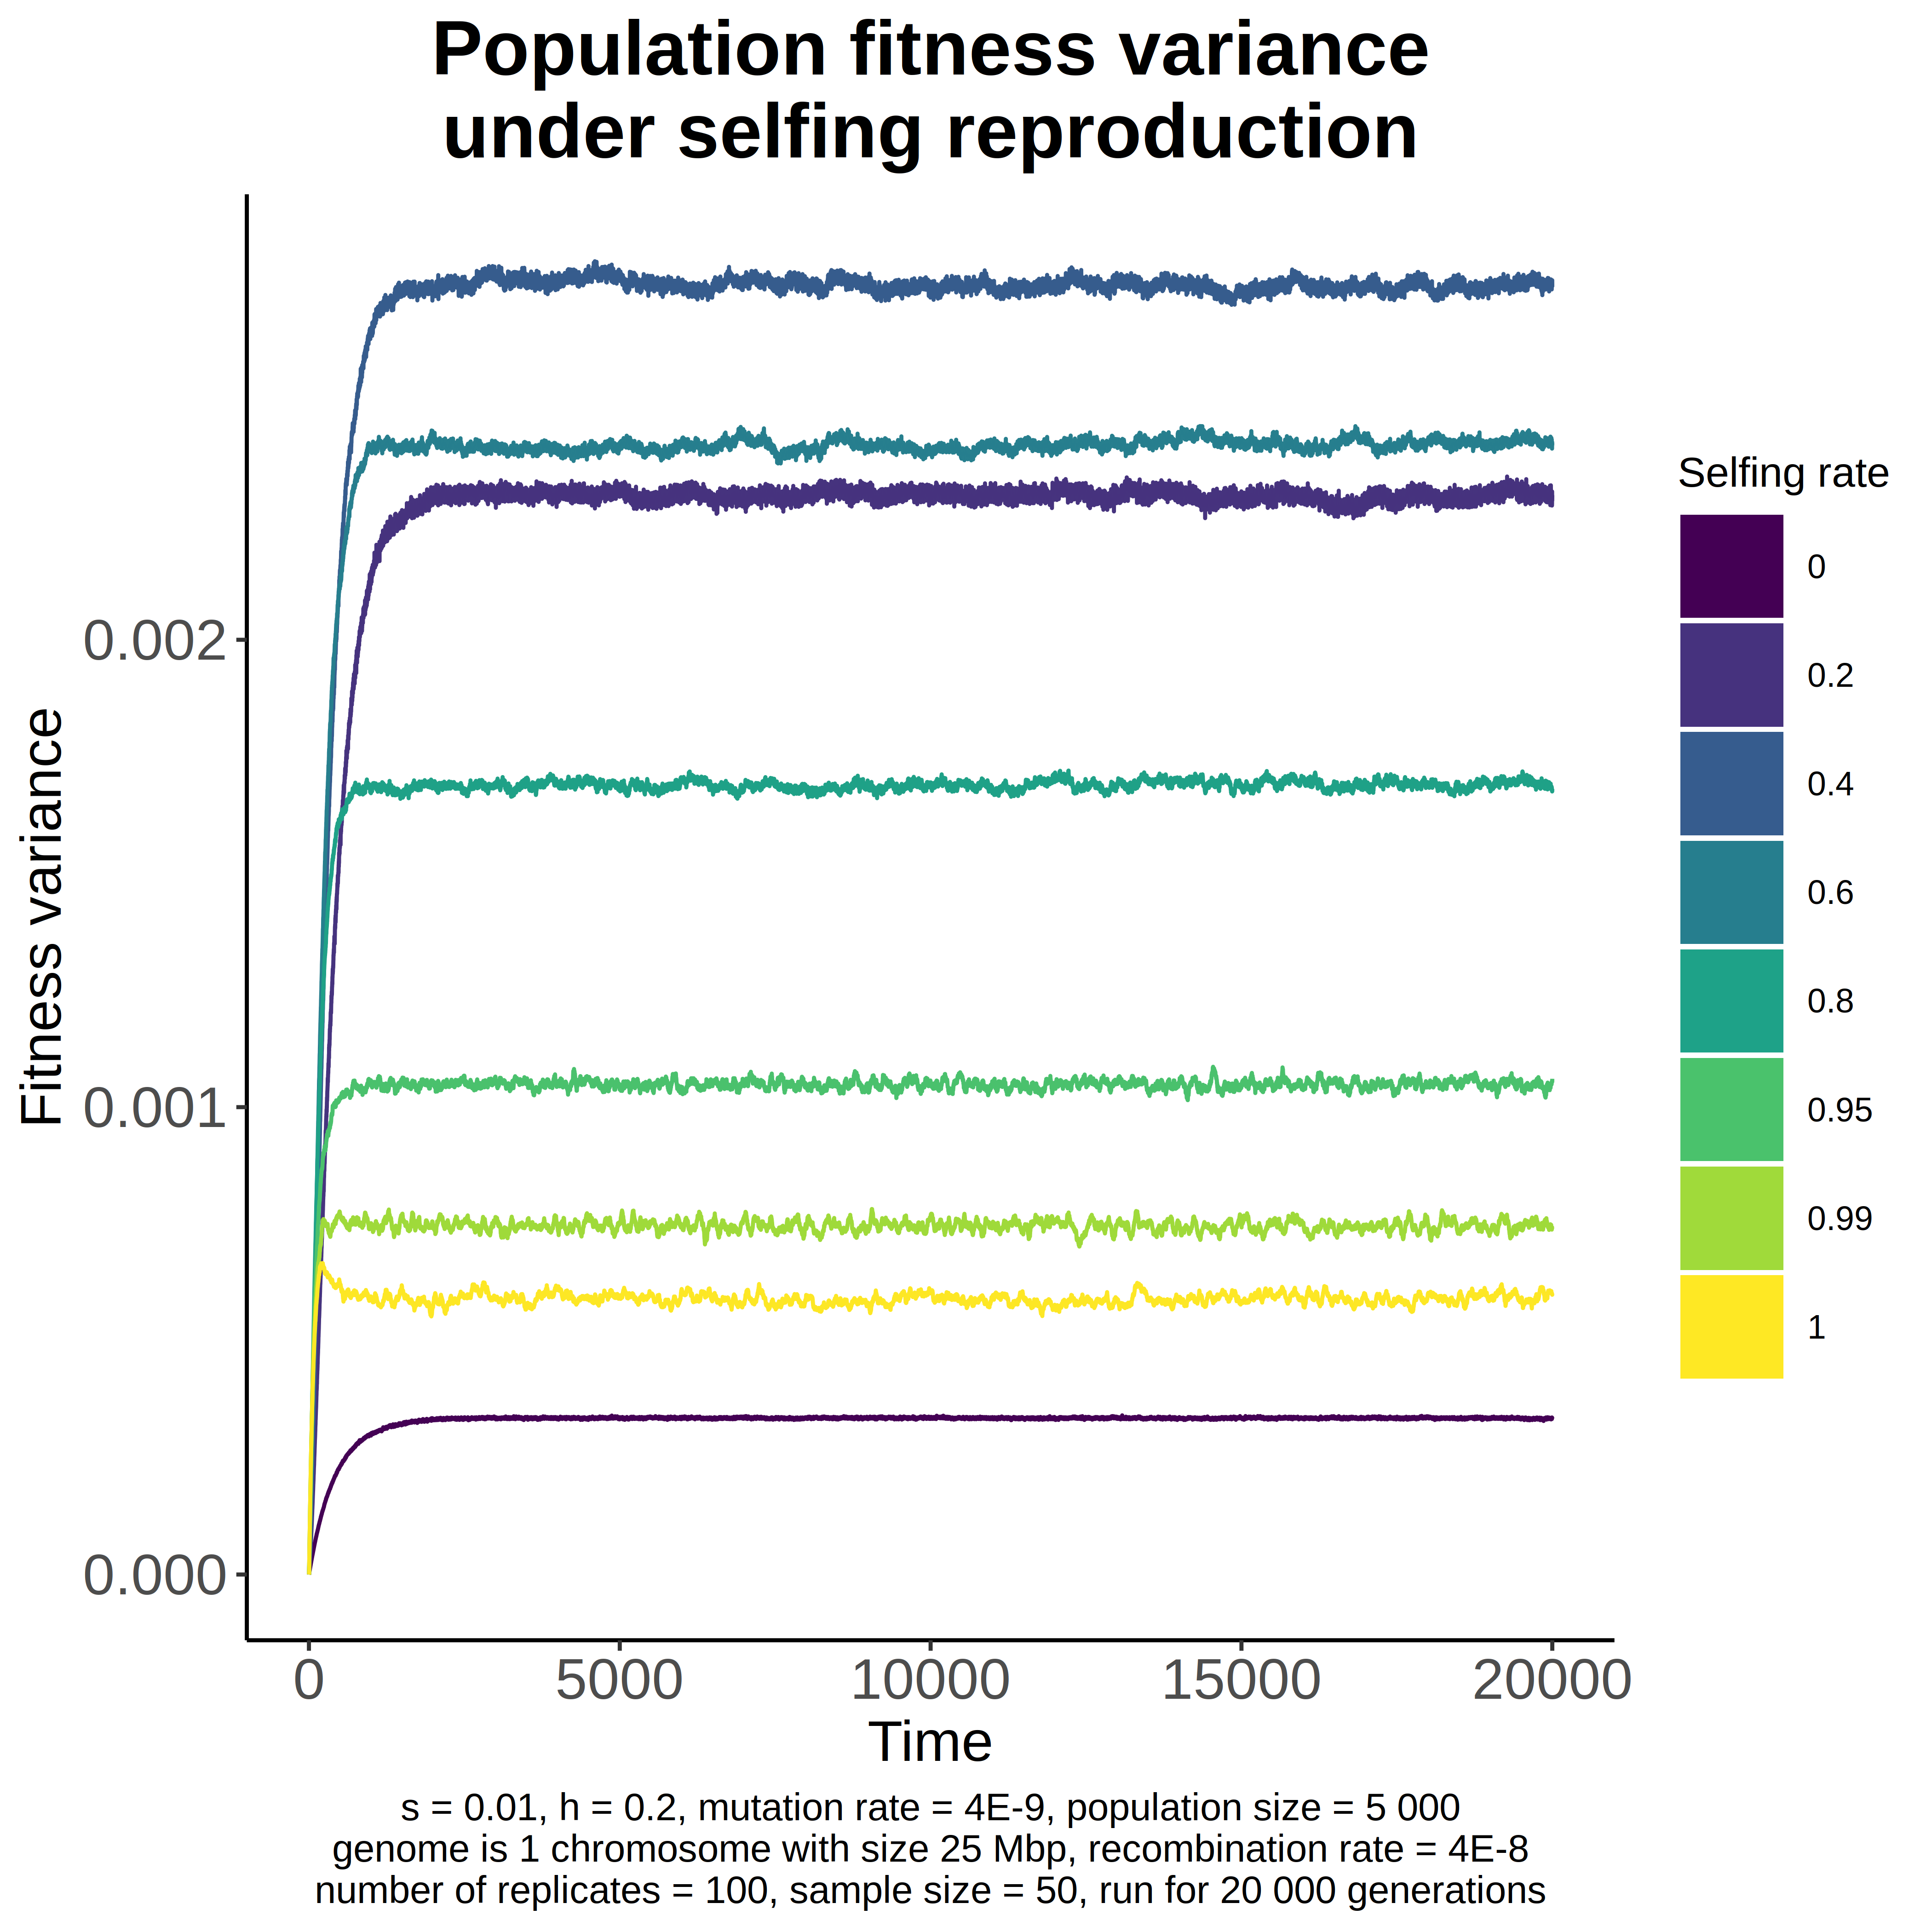 Population fitness variance
under selfing reproduction
Fitness variance
0.002
0.001
0.000
0
5000
10000
15000
20000
Time
Selfing rate
0
0.2
0.4
0.6
0.8
0.95
0.99
1
s = 0.01, h = 0.2, mutation rate = 4E-9, population size = 5 000
genome is 1 chromosome with size 25 Mbp, recombination rate = 4E-8
number of replicates = 100, sample size = 50, run for 20 000 generations